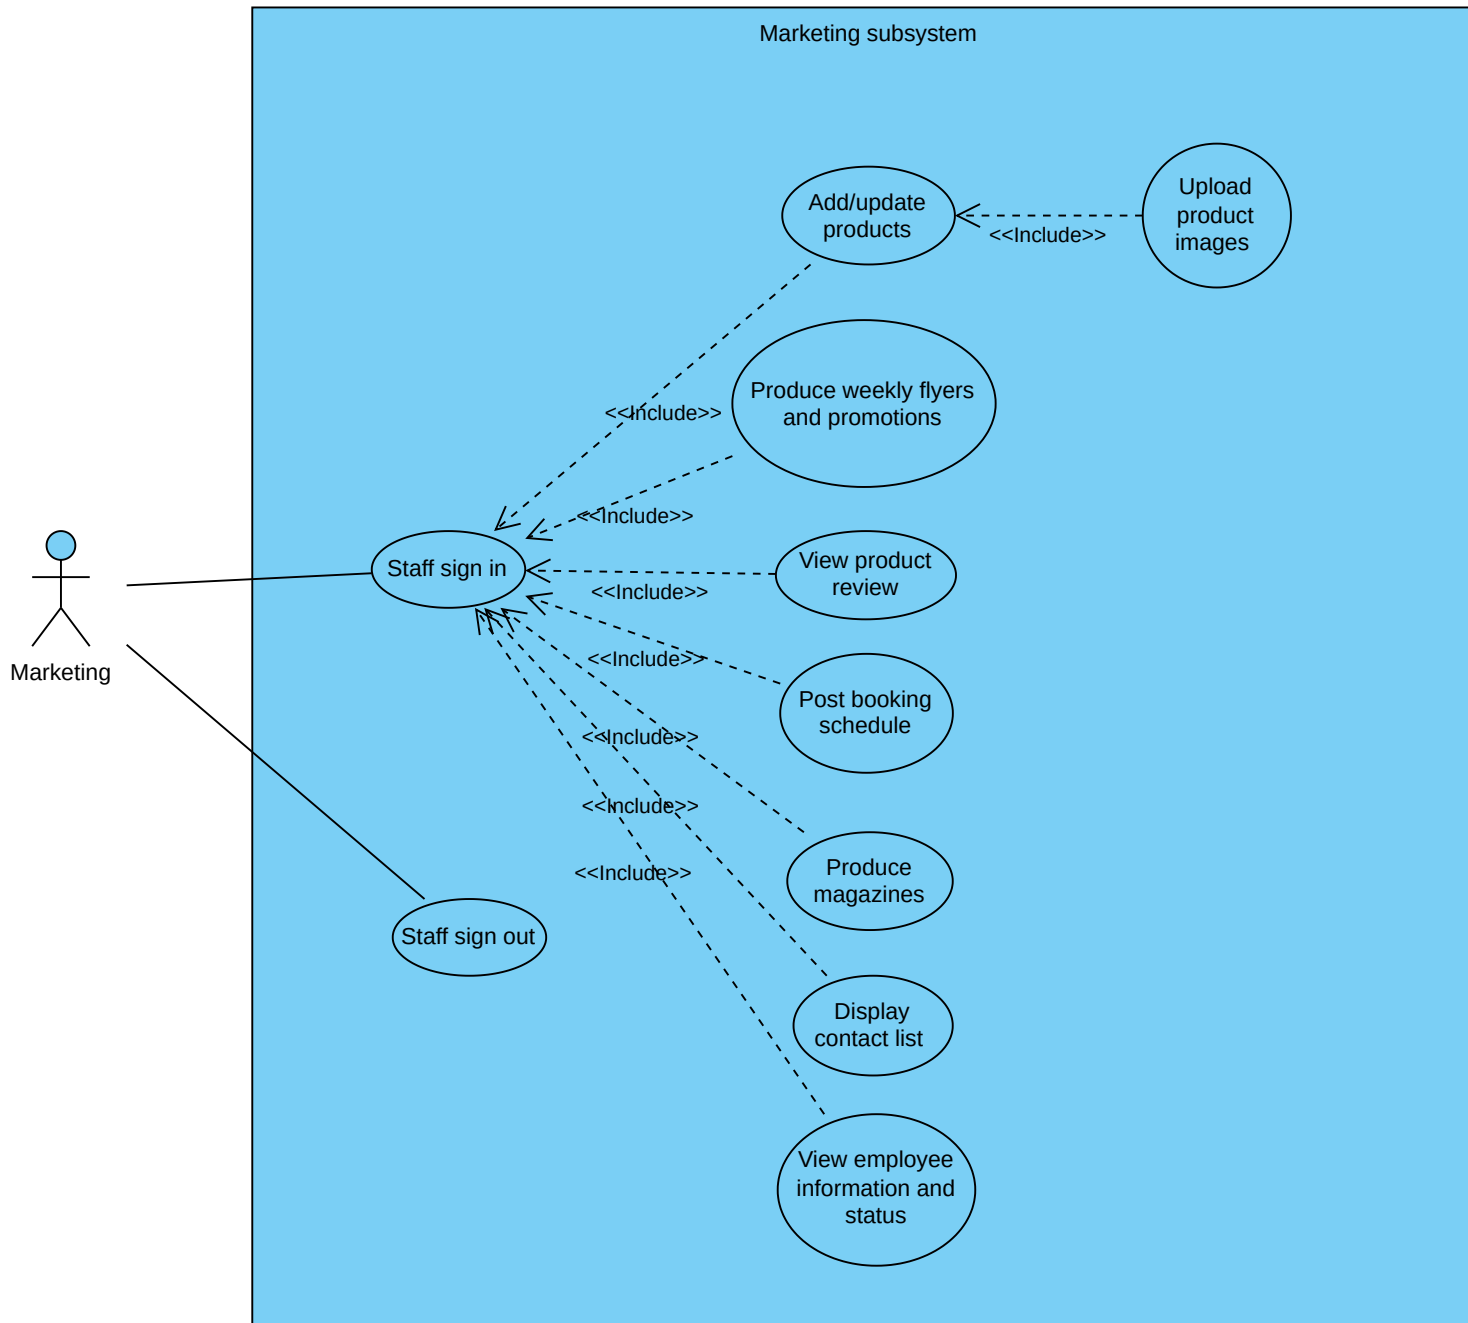 Marketing subsystem
Add/update
products
<<Include>>
Upload
product
images
Produce weekly flyers
and promotions
<<Include>>
<<Include>>
Staff sign in
View product
review
<<Include>>
Marketing
<<Include>>
Post booking
schedule
<<Include>>
<<Include>>
<<Include>>
Produce
magazines
Staff sign out
Display
contact list
View employee
information and
status